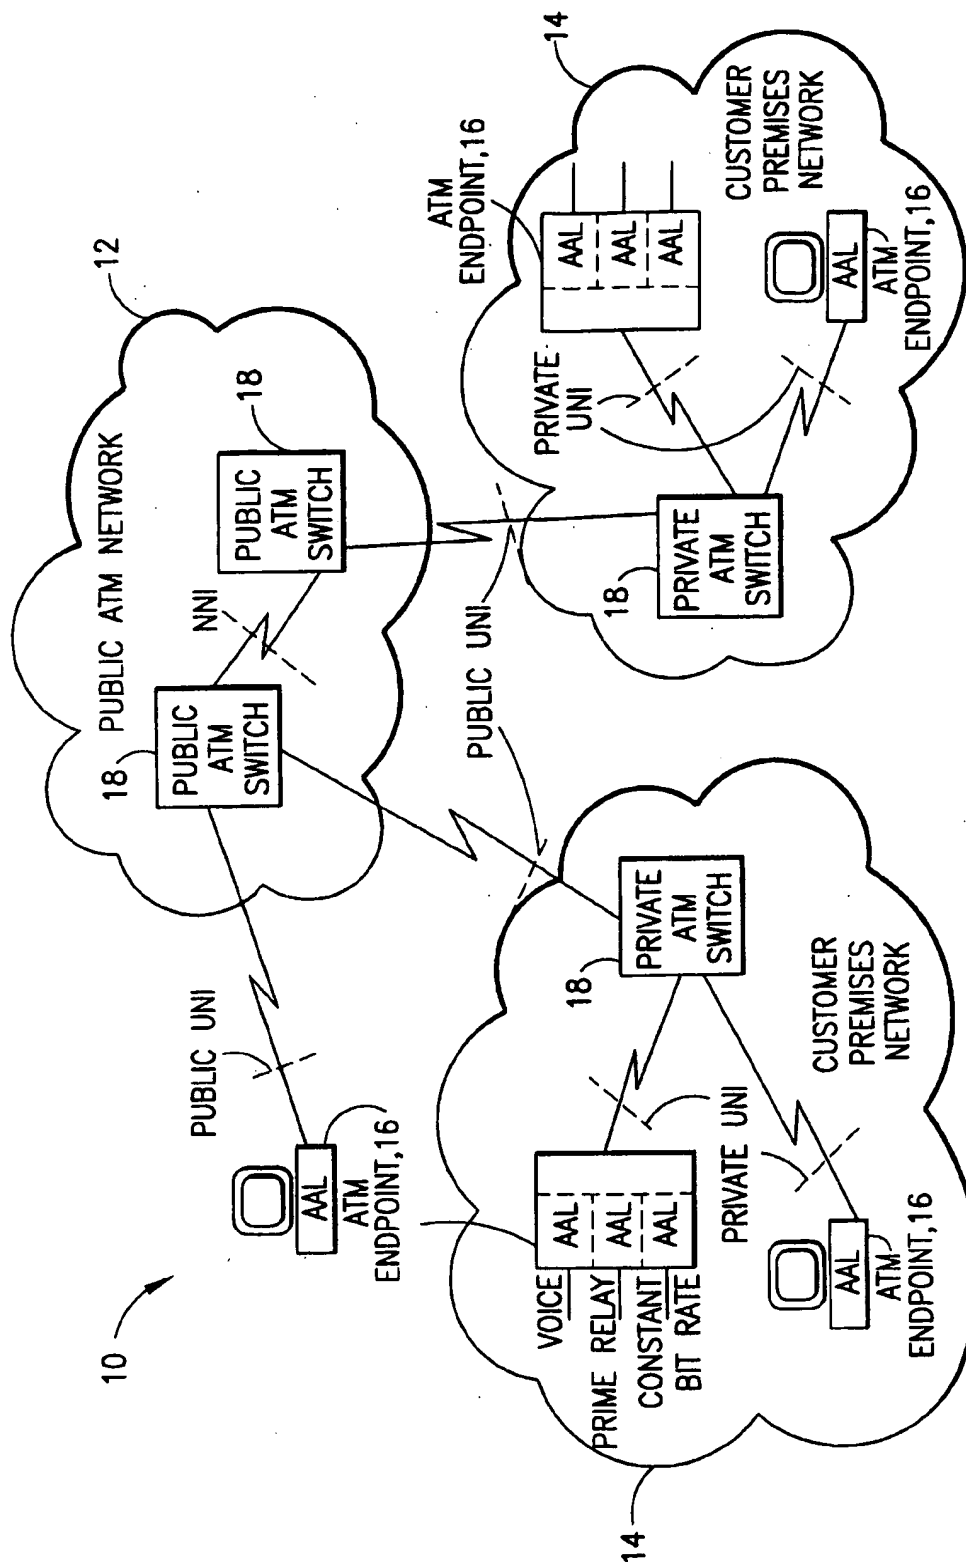 10
PUBLIC UNI
AAL
ATM
ENDPOINT,16
12
PUBLIC ATM NETWORK
18
PUBLIC
ATM
SWITCH
NNI
PUBLIC
ATM
SWITCH
18
PUBLIC UNI
14
VOICE
PRIME RELAY
CONSTANT
BIT RATE
AAL
AAL
AAL
PRIVATE UNI
18
PRIVATE
ATM
SWITCH
AAL
ATM
ENDPOINT,16
CUSTOMER
PREMISES
NETWORK
14
ATM
ENDPOINT,16
AAL
AAL
AAL
PRIVATE
UNI
18
PRIVATE
ATM
SWITCH
CUSTOMER
PREMISES
NETWORK
AAL
ATM
ENDPOINT,16